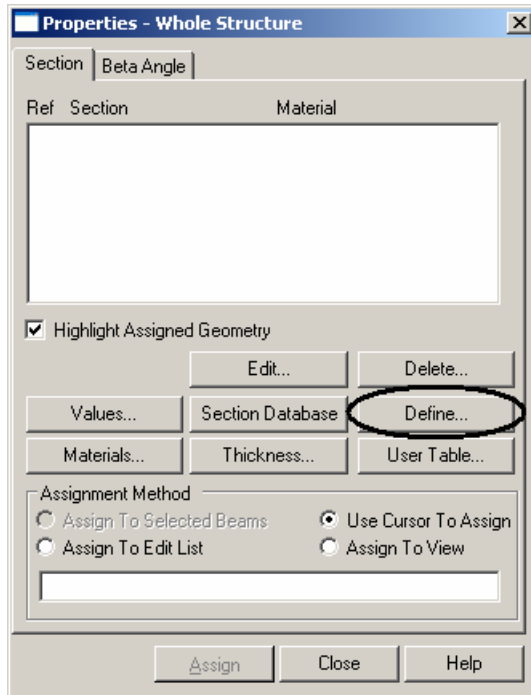 Properties - Whole Structure
Section Beta Angle
Ref Section Material
Highlight Assigned Geometry
Edit... Delete...
Values... Section Database Define...
Materials... Thickness... User Table...
Assignment Method
Assign To Selected Beams Use Cursor To Assign
Assign To Edit List Assign To View
Assign Close Help